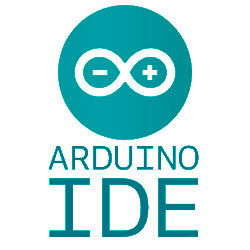 - +
ARDUINO
IDE